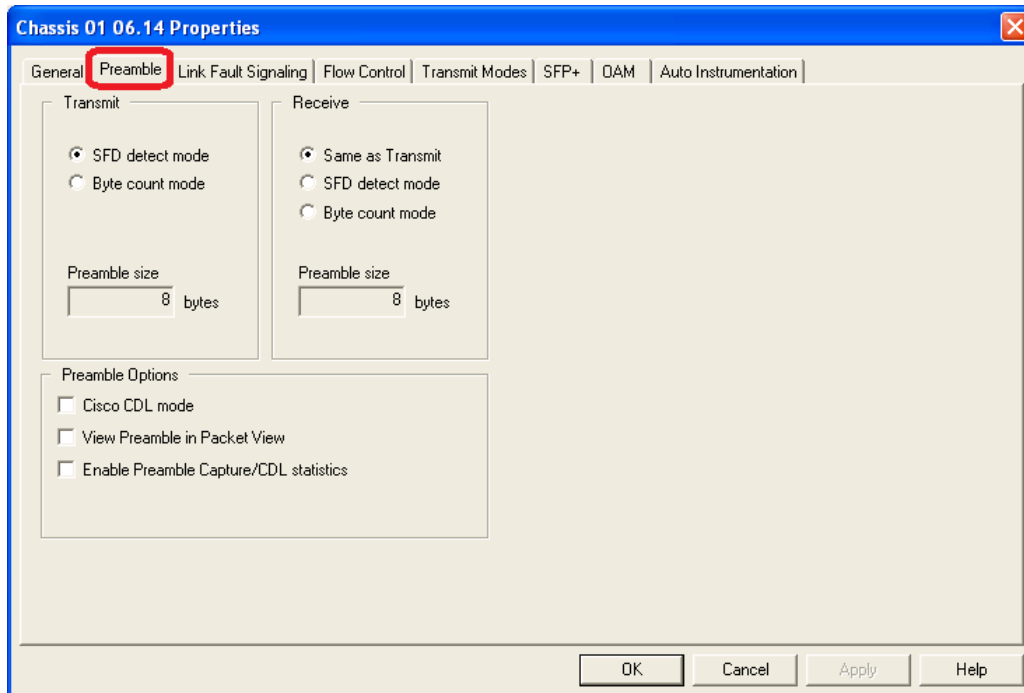 Chassis 01 06.14 Properties
General Preamble Link Fault Signaling Flow Control Transmit Modes SFP+ OAM Auto Instrumentation
Transmit
SFD detect mode
Byte count mode
Preamble size
8 bytes
Receive
Same as Transmit
SFD detect mode
Byte count mode
Preamble size
8 bytes
Preamble Options
Cisco CDL mode
View Preamble in Packet View
Enable Preamble Capture/CDL statistics
OK Cancel Apply Help